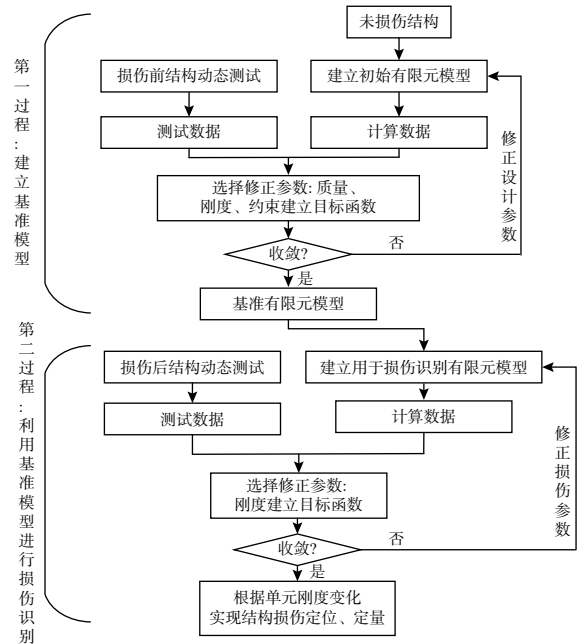 未损伤结构
损伤前结构动态测试
建立初始有限元模型
测试数据
计算数据
选择修正参数: 质量、
刚度、约束建立目标函数
收敛?
否
是
修正设计参数
基准有限元模型
第一过程:建立基准模型
损伤后结构动态测试
建立用于损伤识别有限元模型
测试数据
计算数据
选择修正参数:
刚度建立目标函数
收敛?
否
是
修正损伤参数
根据单元刚度变化
实现结构损伤定位、定量
第二过程:利用基准模型进行损伤识别